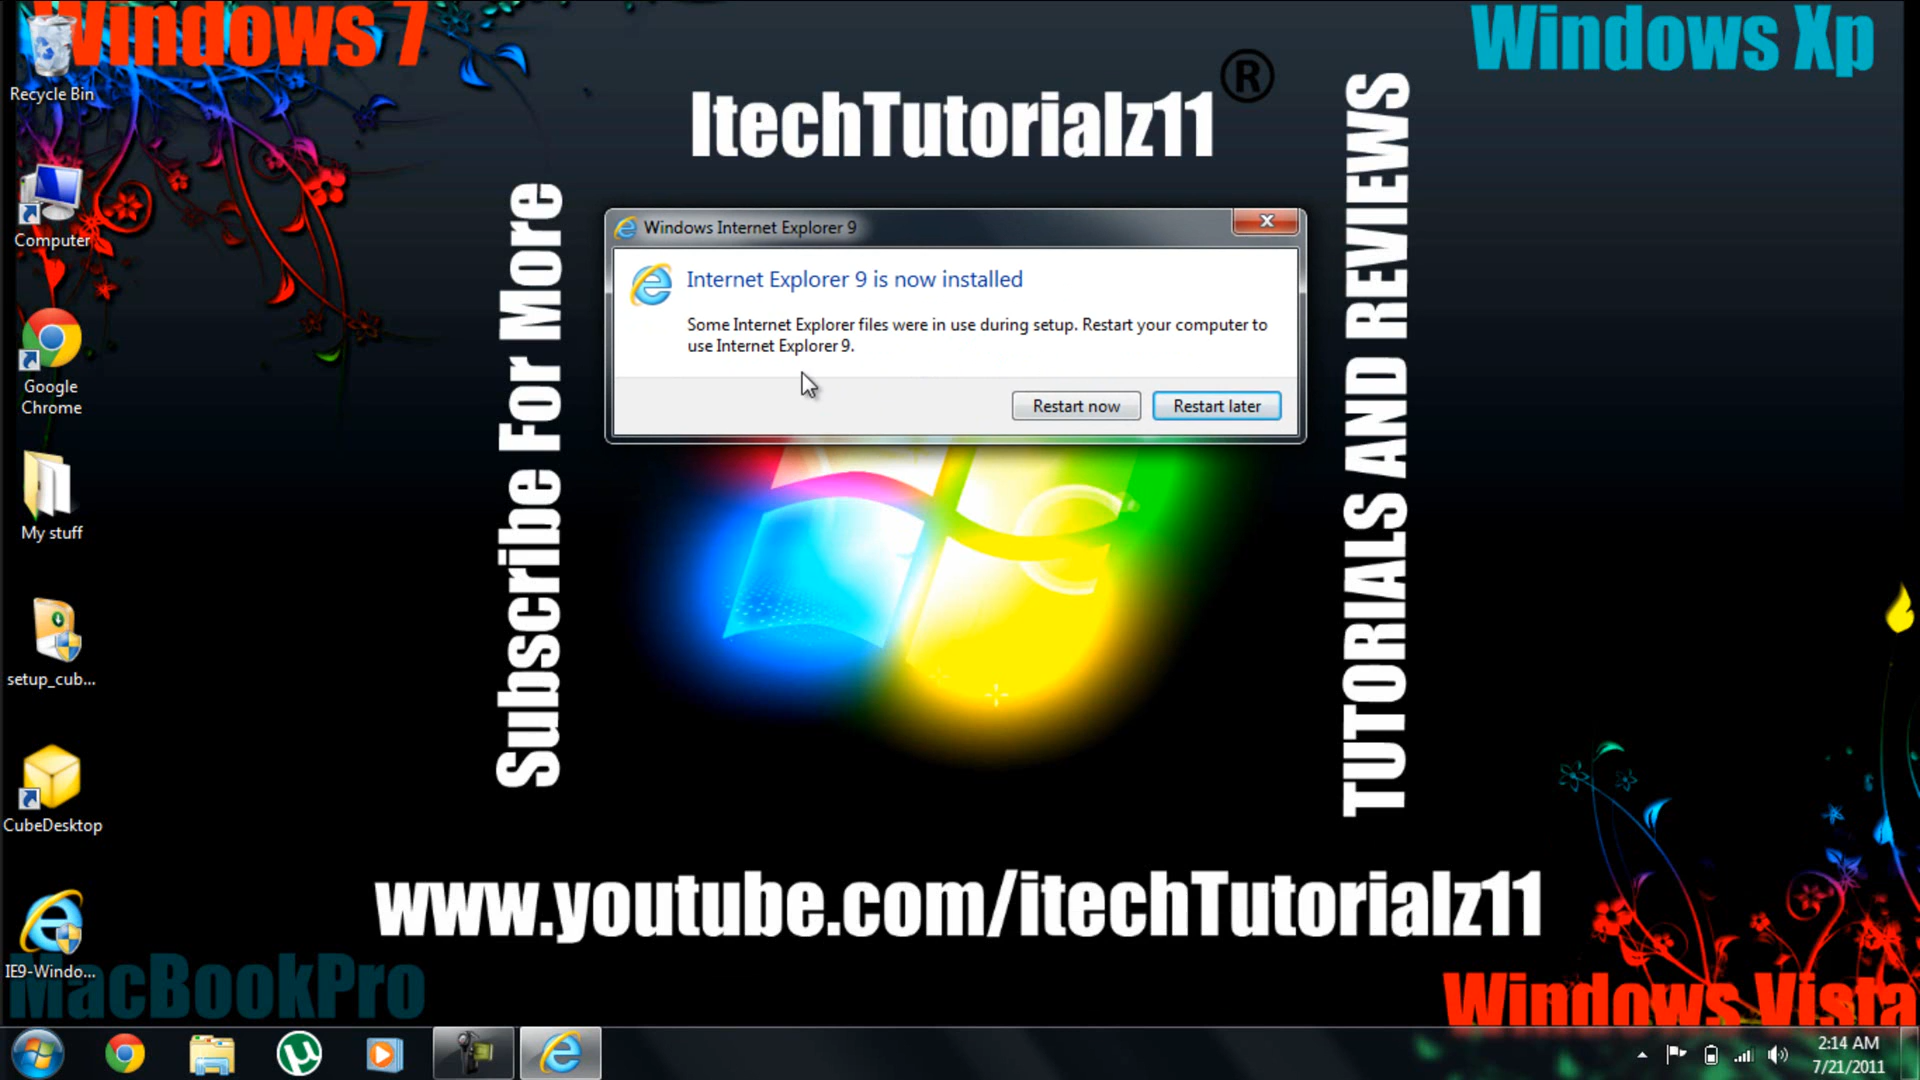 Windows 7
Windows Xp
ItechTutorialz11
®
Subscribe For More
TUTORIALS AND REVIEWS
Recycle Bin
Computer
Google
Chrome
My stuff
setup_cub...
CubeDesktop
IE9-Windo...
Windows Internet Explorer 9
Internet Explorer 9 is now installed
Some Internet Explorer files were in use during setup. Restart your computer to
use Internet Explorer 9.
Restart now
Restart later
www.youtube.com/itechTutorialz11
MacBookPro
Windows Vista
2:14 AM
7/21/2011